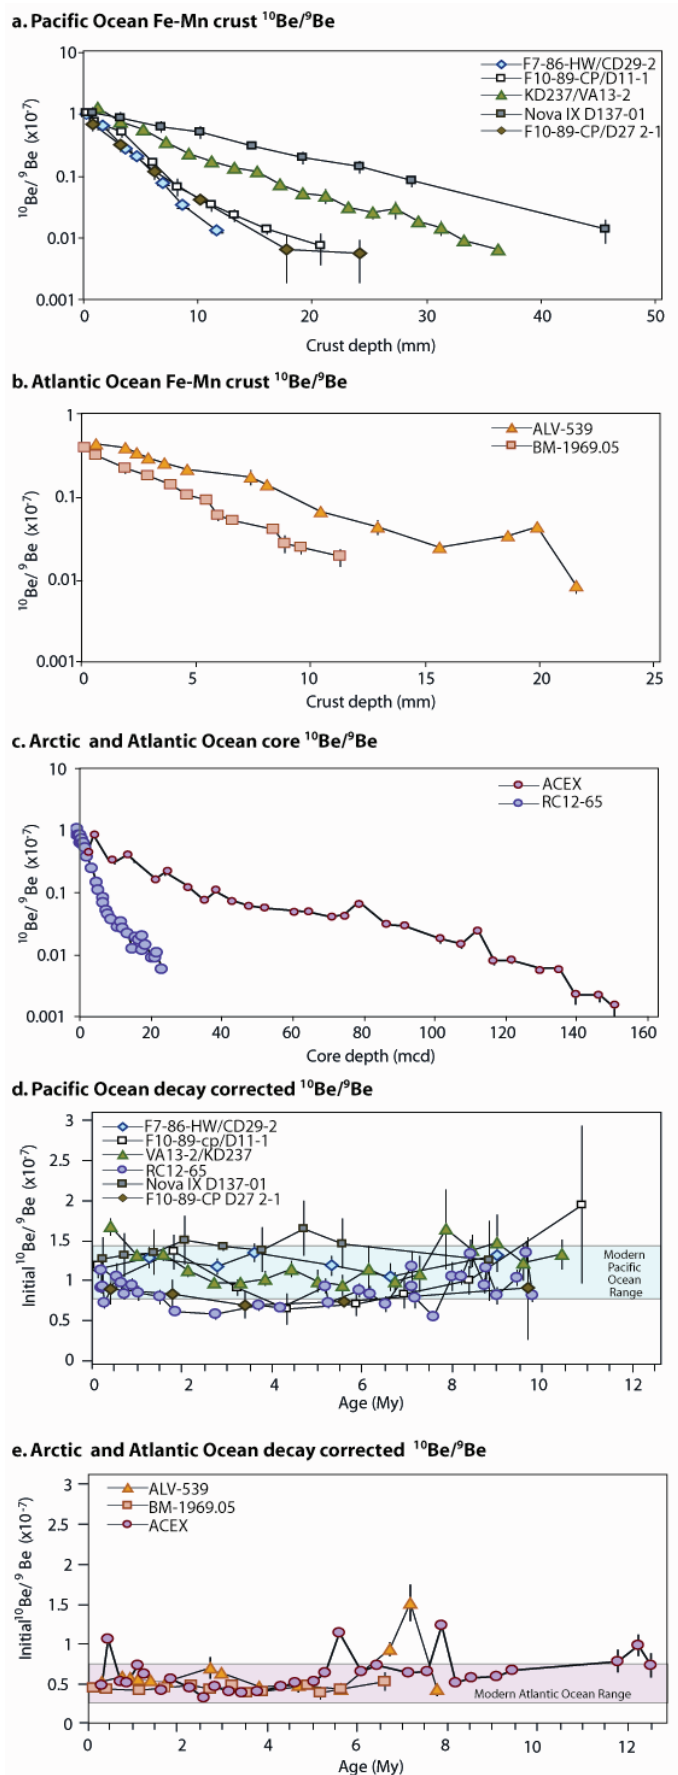 a. Pacific Ocean Fe-Mn crust ¹⁰Be/⁹Be
10
1
0.1
0.01
0.001
¹⁰Be/ ⁹ Be (x10⁻⁷)
F7-86-HW/CD29-2
F10-89-CP/D11-1
KD237/VA13-2
Nova IX D137-01
F10-89-CP/D27 2-1
0 10 20 30 40 50
Crust depth (mm)
b. Atlantic Ocean Fe-Mn crust ¹⁰Be/⁹Be
1
0.1
0.01
0.001
¹⁰Be/ ⁹ Be (x10⁻⁷)
ALV-539
BM-1969.05
0 5 10 15 20 25
Crust depth (mm)
c. Arctic and Atlantic Ocean core ¹⁰Be/⁹Be
10
1
0.1
0.01
0.001
¹⁰Be/ ⁹ Be (x10⁻⁷)
ACEX
RC12-65
0 20 40 60 80 100 120 140 160
Core depth (mcd)
d. Pacific Ocean decay corrected ¹⁰Be/⁹Be
3
2.5
2
1.5
1
0.5
0
Initial ¹⁰Be/ ⁹ Be (x10⁻⁷)
F7-86-HW/CD29-2
F10-89-cp/D11-1
VA13-2/KD237
RC12-65
Nova IX D137-01
F10-89-CP D27 2-1
Modern
Pacific
Ocean
Range
0 2 4 6 8 10 12
Age (My)
e. Arctic and Atlantic Ocean decay corrected ¹⁰Be/⁹Be
3
2.5
2
1.5
1
0.5
0
Initial¹⁰Be/ ⁹ Be (x10⁻⁷)
ALV-539
BM-1969.05
ACEX
Modern Atlantic Ocean Range
0 2 4 6 8 10 12
Age (My)